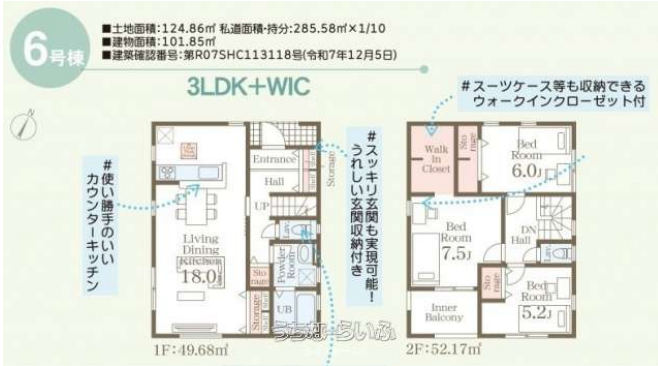 6号棟
■土地面積:124.86㎡ 私道面積・持分:285.58㎡×1/10
■建物面積:101.85㎡
■建築確認番号:第R07SHC113118号(令和7年12月5日)
3LDK+WIC
#スーツケース等も収納できる
ウォークインクローゼット付
N
#使い勝手のいい
カウンターキッチン
Entrance
Hall
Storage
UP
Living
Dining
Kitchen
18.0J
Lav.
Powder
Room
Sto
rage
Storage
UB
#スッキリ玄関も実現可能!
うれしい玄関収納付き
1F:49.68㎡
Walk
in
Closet
Sto
rage
Bed
Room
6.0J
Bed
Room
7.5J
DN
Hall
Lav.
Sto
rage
Bed
Room
5.2J
Inner
Balcony
2F:52.17㎡
うちなーらいふ